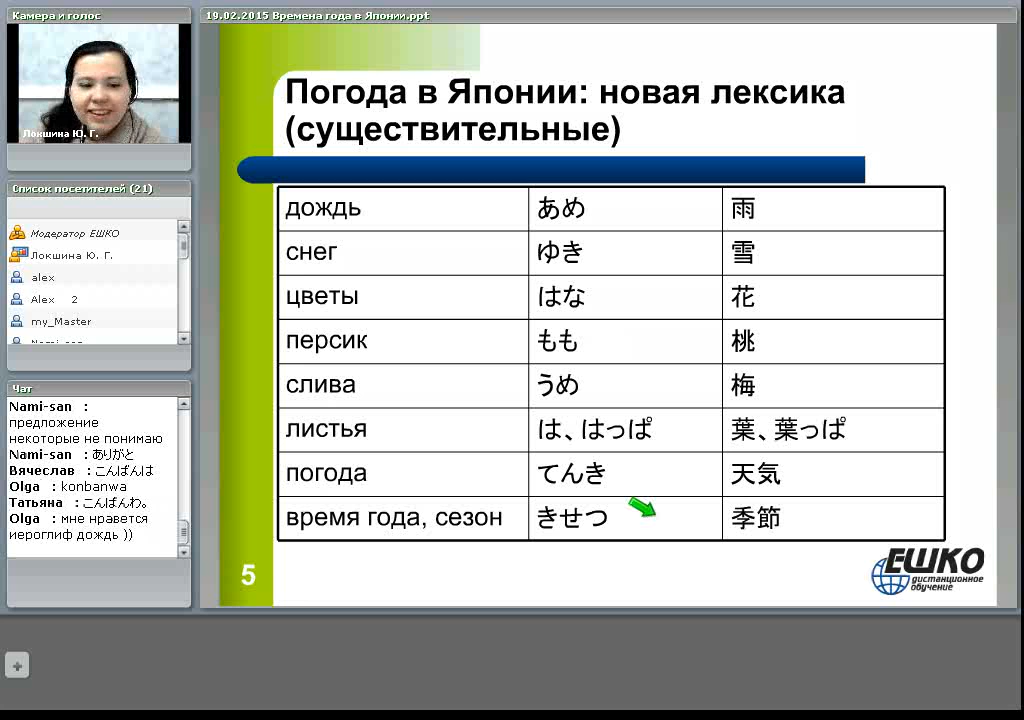 Камера и голос
Локшина Ю. Г.
Список посетителей (21)
Модератор ЕШКО
Локшина Ю. Г.
alex
Alex 2
my_Master
Чат
Nami-san :
предложение
некоторые не понимаю
Nami-san : ありがと
Вячеслав : こんばんは
Olga : konbanwa
Татьяна : こんばんわ。
Olga : мне нравется
иероглиф дождь ))
19.02.2015 Времена года в Японии.ppt
Погода в Японии: новая лексика
(существительные)
дождь あめ 雨
снег ゆき 雪
цветы はな 花
персик もも 桃
слива うめ 梅
листья は、はっぱ 葉、葉っぱ
погода てんき 天気
время года, сезон きせつ 季節
5
ЕШКО
дистанционное
обучение